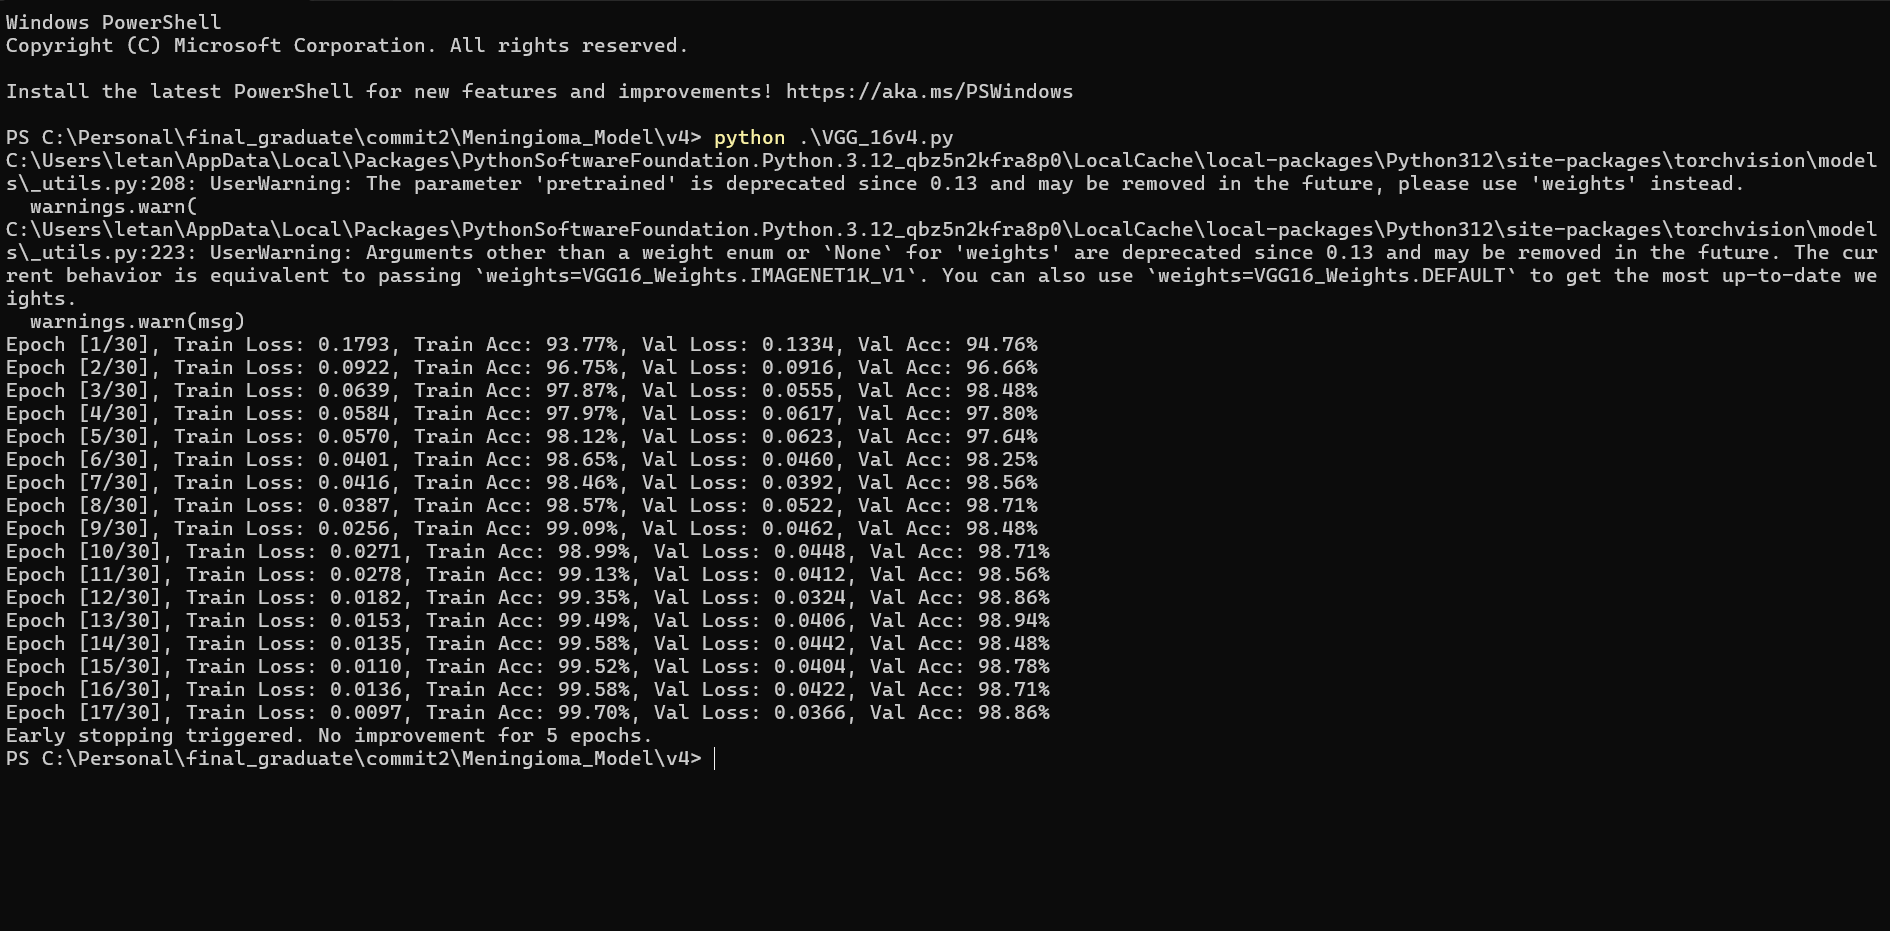 Windows PowerShell
Copyright (C) Microsoft Corporation. All rights reserved.
Install the latest PowerShell for new features and improvements! https://aka.ms/PSWindows
PS C:\Personal\final_graduate\commit2\Meningioma_Model\v4> python .\VGG_16v4.py
C:\Users\letan\AppData\Local\Packages\PythonSoftwareFoundation.Python.3.12_qbz5n2kfra8p0\LocalCache\local-packages\Python312\site-packages\torchvision\model
s\_utils.py:208: UserWarning: The parameter 'pretrained' is deprecated since 0.13 and may be removed in the future, please use 'weights' instead.
  warnings.warn(
C:\Users\letan\AppData\Local\Packages\PythonSoftwareFoundation.Python.3.12_qbz5n2kfra8p0\LocalCache\local-packages\Python312\site-packages\torchvision\model
s\_utils.py:223: UserWarning: Arguments other than a weight enum or `None` for 'weights' are deprecated since 0.13 and may be removed in the future. The cur
rent behavior is equivalent to passing `weights=VGG16_Weights.IMAGENET1K_V1`. You can also use `weights=VGG16_Weights.DEFAULT` to get the most up-to-date we
ights.
  warnings.warn(msg)
Epoch [1/30], Train Loss: 0.1793, Train Acc: 93.77%, Val Loss: 0.1334, Val Acc: 94.76%
Epoch [2/30], Train Loss: 0.0922, Train Acc: 96.75%, Val Loss: 0.0916, Val Acc: 96.66%
Epoch [3/30], Train Loss: 0.0639, Train Acc: 97.87%, Val Loss: 0.0555, Val Acc: 98.48%
Epoch [4/30], Train Loss: 0.0584, Train Acc: 97.97%, Val Loss: 0.0617, Val Acc: 97.80%
Epoch [5/30], Train Loss: 0.0570, Train Acc: 98.12%, Val Loss: 0.0623, Val Acc: 97.64%
Epoch [6/30], Train Loss: 0.0401, Train Acc: 98.65%, Val Loss: 0.0460, Val Acc: 98.25%
Epoch [7/30], Train Loss: 0.0416, Train Acc: 98.46%, Val Loss: 0.0392, Val Acc: 98.56%
Epoch [8/30], Train Loss: 0.0387, Train Acc: 98.57%, Val Loss: 0.0522, Val Acc: 98.71%
Epoch [9/30], Train Loss: 0.0256, Train Acc: 99.09%, Val Loss: 0.0462, Val Acc: 98.48%
Epoch [10/30], Train Loss: 0.0271, Train Acc: 98.99%, Val Loss: 0.0448, Val Acc: 98.71%
Epoch [11/30], Train Loss: 0.0278, Train Acc: 99.13%, Val Loss: 0.0412, Val Acc: 98.56%
Epoch [12/30], Train Loss: 0.0182, Train Acc: 99.35%, Val Loss: 0.0324, Val Acc: 98.86%
Epoch [13/30], Train Loss: 0.0153, Train Acc: 99.49%, Val Loss: 0.0406, Val Acc: 98.94%
Epoch [14/30], Train Loss: 0.0135, Train Acc: 99.58%, Val Loss: 0.0442, Val Acc: 98.48%
Epoch [15/30], Train Loss: 0.0110, Train Acc: 99.52%, Val Loss: 0.0404, Val Acc: 98.78%
Epoch [16/30], Train Loss: 0.0136, Train Acc: 99.58%, Val Loss: 0.0422, Val Acc: 98.71%
Epoch [17/30], Train Loss: 0.0097, Train Acc: 99.70%, Val Loss: 0.0366, Val Acc: 98.86%
Early stopping triggered. No improvement for 5 epochs.
PS C:\Personal\final_graduate\commit2\Meningioma_Model\v4>